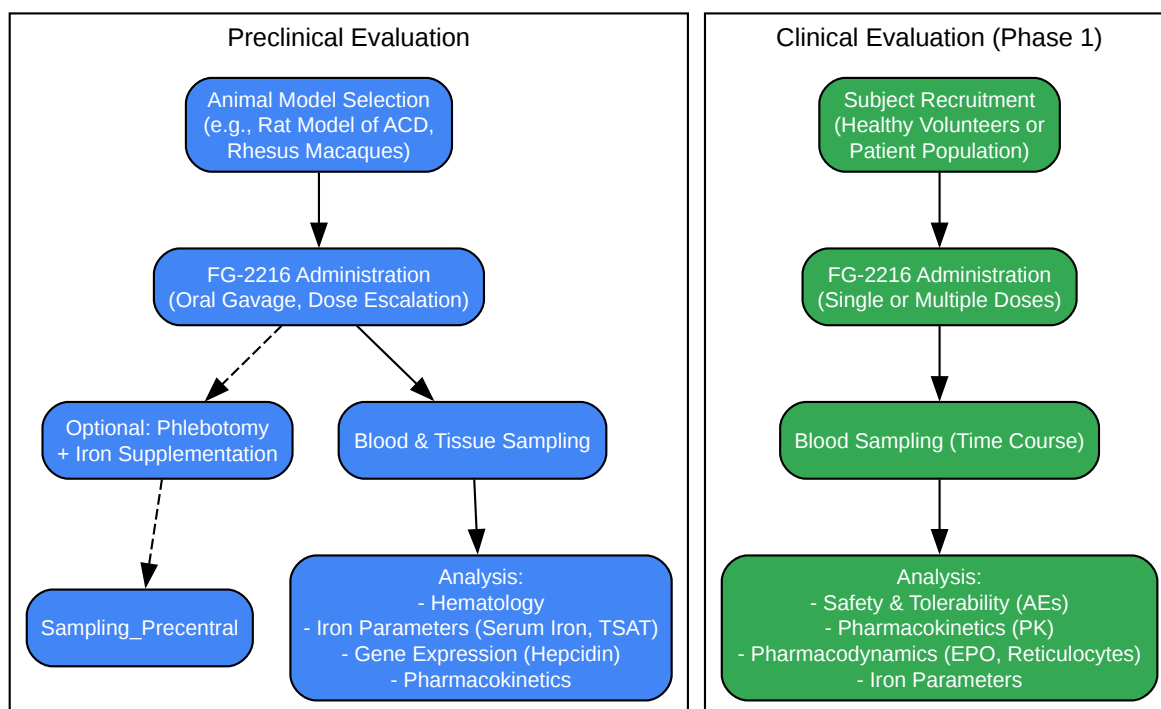 Preclinical Evaluation
Animal Model Selection
(e.g., Rat Model of ACD,
Rhesus Macaques)
FG-2216 Administration
(Oral Gavage, Dose Escalation)
Optional: Phlebotomy
+ Iron Supplementation
Blood & Tissue Sampling
Sampling_Precentral
Analysis:
- Hematology
- Iron Parameters (Serum Iron, TSAT)
- Gene Expression (Hepcidin)
- Pharmacokinetics
Clinical Evaluation (Phase 1)
Subject Recruitment
(Healthy Volunteers or
Patient Population)
FG-2216 Administration
(Single or Multiple Doses)
Blood Sampling (Time Course)
Analysis:
- Safety & Tolerability (AEs)
- Pharmacokinetics (PK)
- Pharmacodynamics (EPO, Reticulocytes)
- Iron Parameters